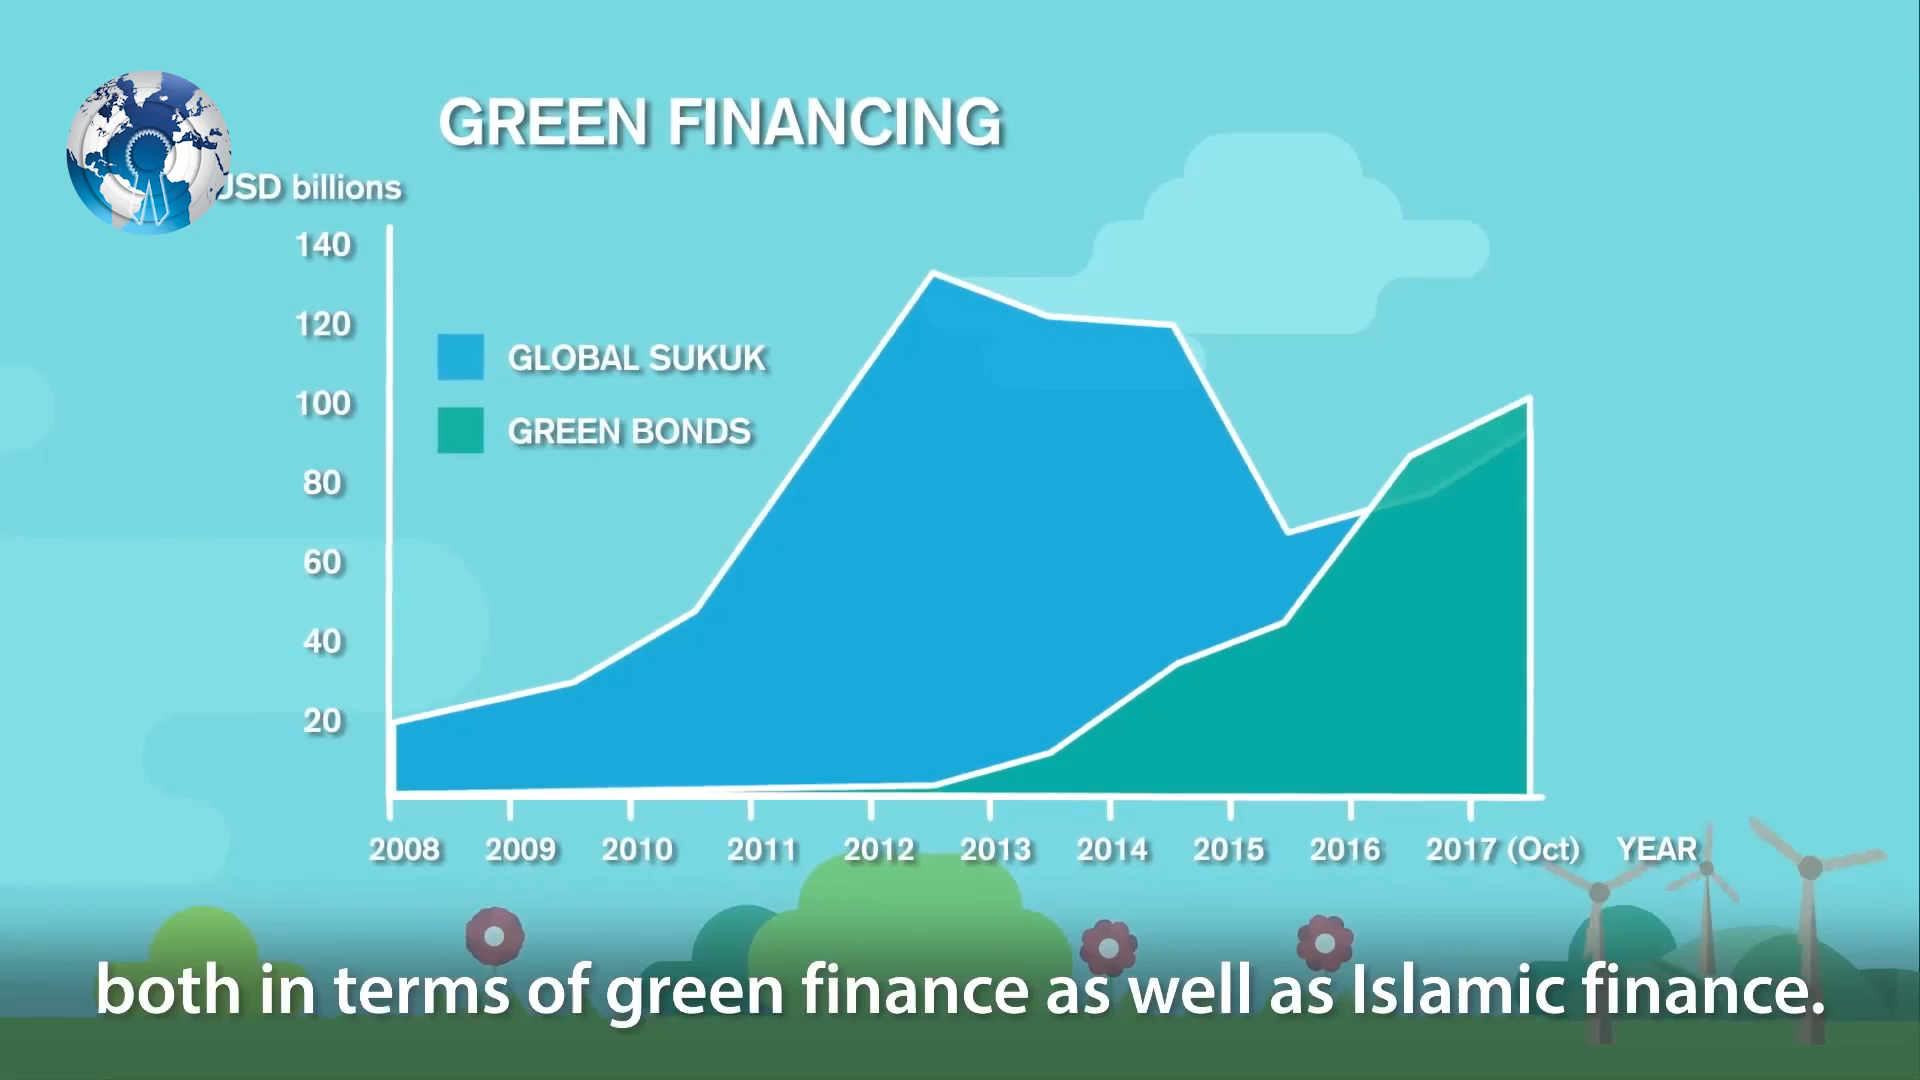 GREEN FINANCING
USD billions
140
120
100
80
60
40
20
GLOBAL SUKUK
GREEN BONDS
2008 2009 2010 2011 2012 2013 2014 2015 2016 2017 (Oct) YEAR
both in terms of green finance as well as Islamic finance.